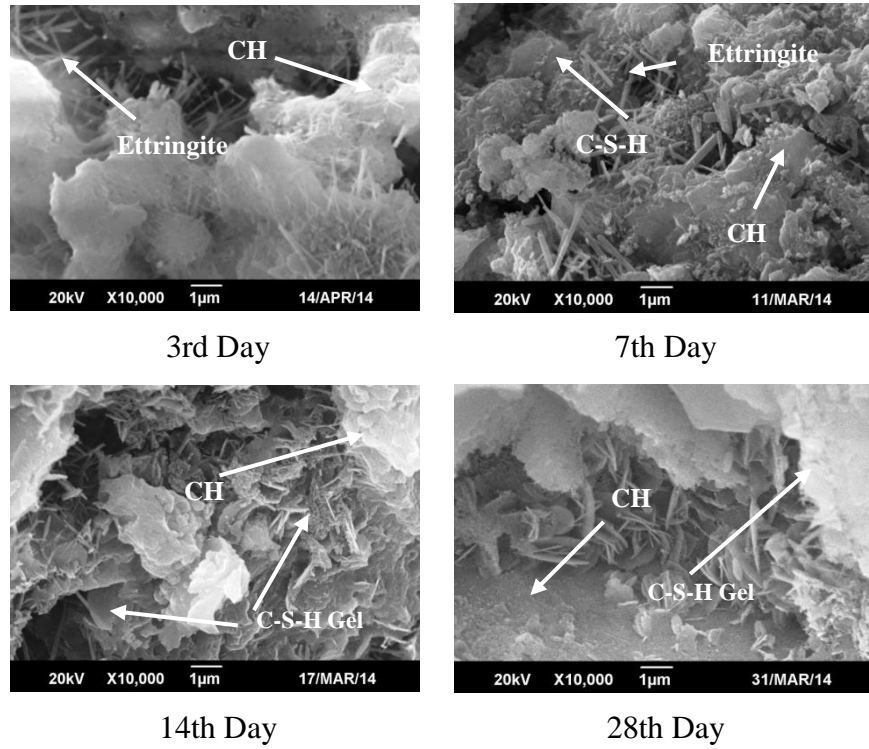 CH
Ettringite
20kV X10,000 1µm 14/APR/14
3rd Day
Ettringite
C-S-H
CH
20kV X10,000 1µm 11/MAR/14
7th Day
CH
C-S-H Gel
20kV X10,000 1µm 17/MAR/14
14th Day
CH
C-S-H Gel
20kV X10,000 1µm 31/MAR/14
28th Day